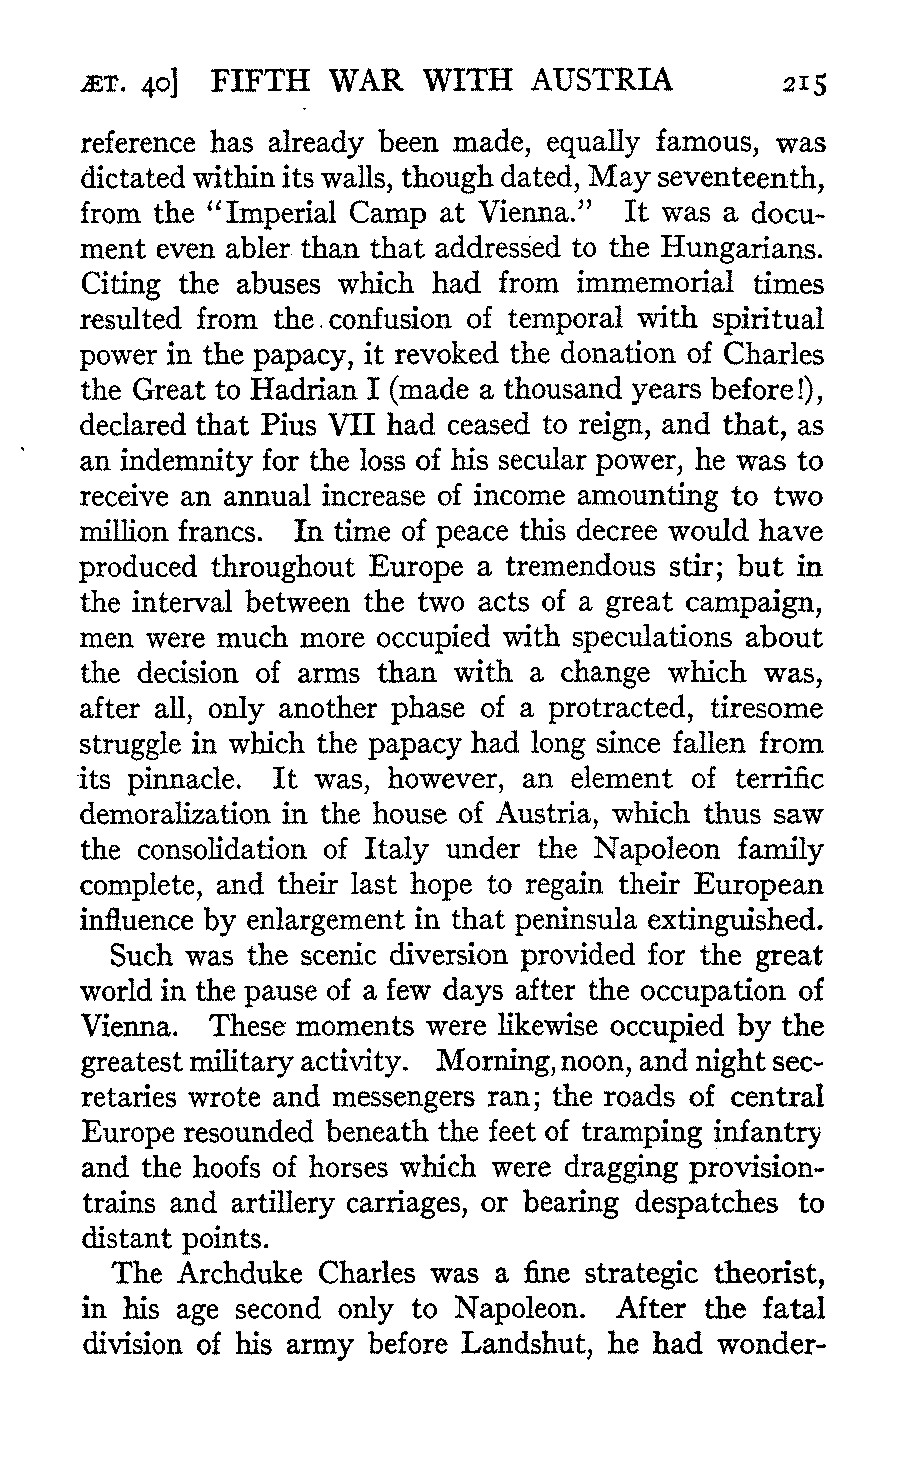 ÆT. 40] FIFTH WAR WITH AUSTRIA 215
reference has already been made, equally famous, was
dictated within its walls, though dated, May seventeenth,
from the "Imperial Camp at Vienna." It was a docu-
ment even abler than that addressed to the Hungarians.
Citing the abuses which had from immemorial times
resulted from the confusion of temporal with spiritual
power in the papacy, it revoked the donation of Charles
the Great to Hadrian I (made a thousand years before!),
declared that Pius VII had ceased to reign, and that, as
an indemnity for the loss of his secular power, he was to
receive an annual increase of income amounting to two
million francs. In time of peace this decree would have
produced throughout Europe a tremendous stir; but in
the interval between the two acts of a great campaign,
men were much more occupied with speculations about
the decision of arms than with a change which was,
after all, only another phase of a protracted, tiresome
struggle in which the papacy had long since fallen from
its pinnacle. It was, however, an element of terrific
demoralization in the house of Austria, which thus saw
the consolidation of Italy under the Napoleon family
complete, and their last hope to regain their European
influence by enlargement in that peninsula extinguished.
Such was the scenic diversion provided for the great
world in the pause of a few days after the occupation of
Vienna. These moments were likewise occupied by the
greatest military activity. Morning, noon, and night sec-
retaries wrote and messengers ran; the roads of central
Europe resounded beneath the feet of tramping infantry
and the hoofs of horses which were dragging provision-
trains and artillery carriages, or bearing despatches to
distant points.
The Archduke Charles was a fine strategic theorist,
in his age second only to Napoleon. After the fatal
division of his army before Landshut, he had wonder-